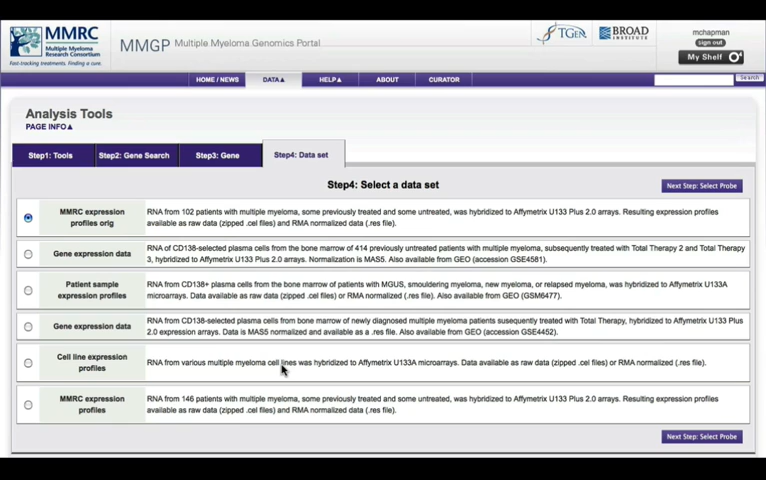 MMRC
Multiple Myeloma
Research Consortium
Fast-tracking treatments. Finding a cure.
MMGP Multiple Myeloma Genomics Portal
TGEN
BROAD
INSTITUTE
mchapman
sign out
My Shelf
HOME / NEWS
DATA▲
HELP▲
ABOUT
CURATOR
Search
Analysis Tools
PAGE INFO▲
Step1: Tools
Step2: Gene Search
Step3: Gene
Step4: Data set
Step4: Select a data set
Next Step: Select Probe
MMRC expression
profiles orig
RNA from 102 patients with multiple myeloma, some previously treated and some untreated, was hybridized to Affymetrix U133 Plus 2.0 arrays. Resulting expression profiles
available as raw data (zipped .cel files) and RMA normalized data (.res file).
Gene expression data
RNA of CD138-selected plasma cells from the bone marrow of 414 previously untreated patients with multiple myeloma, subsequently treated with Total Therapy 2 and Total Therapy
3, hybridized to Affymetrix U133 Plus 2.0 arrays. Normalization is MAS5. Also available from GEO (accession GSE4581).
Patient sample
expression profiles
RNA from CD138+ plasma cells from the bone marrow of patients with MGUS, smouldering myeloma, new myeloma, or relapsed myeloma, was hybridized to Affymetrix U133A
microarrays. Data available as raw data (zipped .cel files) or RMA normalized (.res file). Also available from GEO (GSM6477).
Gene expression data
RNA from CD138-selected plasma cells from bone marrow of newly diagnosed multiple myeloma patients susequently treated with Total Therapy, hybridized to Affymetrix U133 Plus
2.0 expression arrays. Data is MAS5 normalized and available as a .res file. Also available from GEO (accession GSE4452).
Cell line expression
profiles
RNA from various multiple myeloma cell lines was hybridized to Affymetrix U133A microarrays. Data available as raw data (zipped .cel files) or RMA normalized (.res file).
MMRC expression
profiles
RNA from 146 patients with multiple myeloma, some previously treated and some untreated, was hybridized to Affymetrix U133 Plus 2.0 arrays. Resulting expression profiles
available as raw data (zipped .cel files) and RMA normalized data (.res file).
Next Step: Select Probe